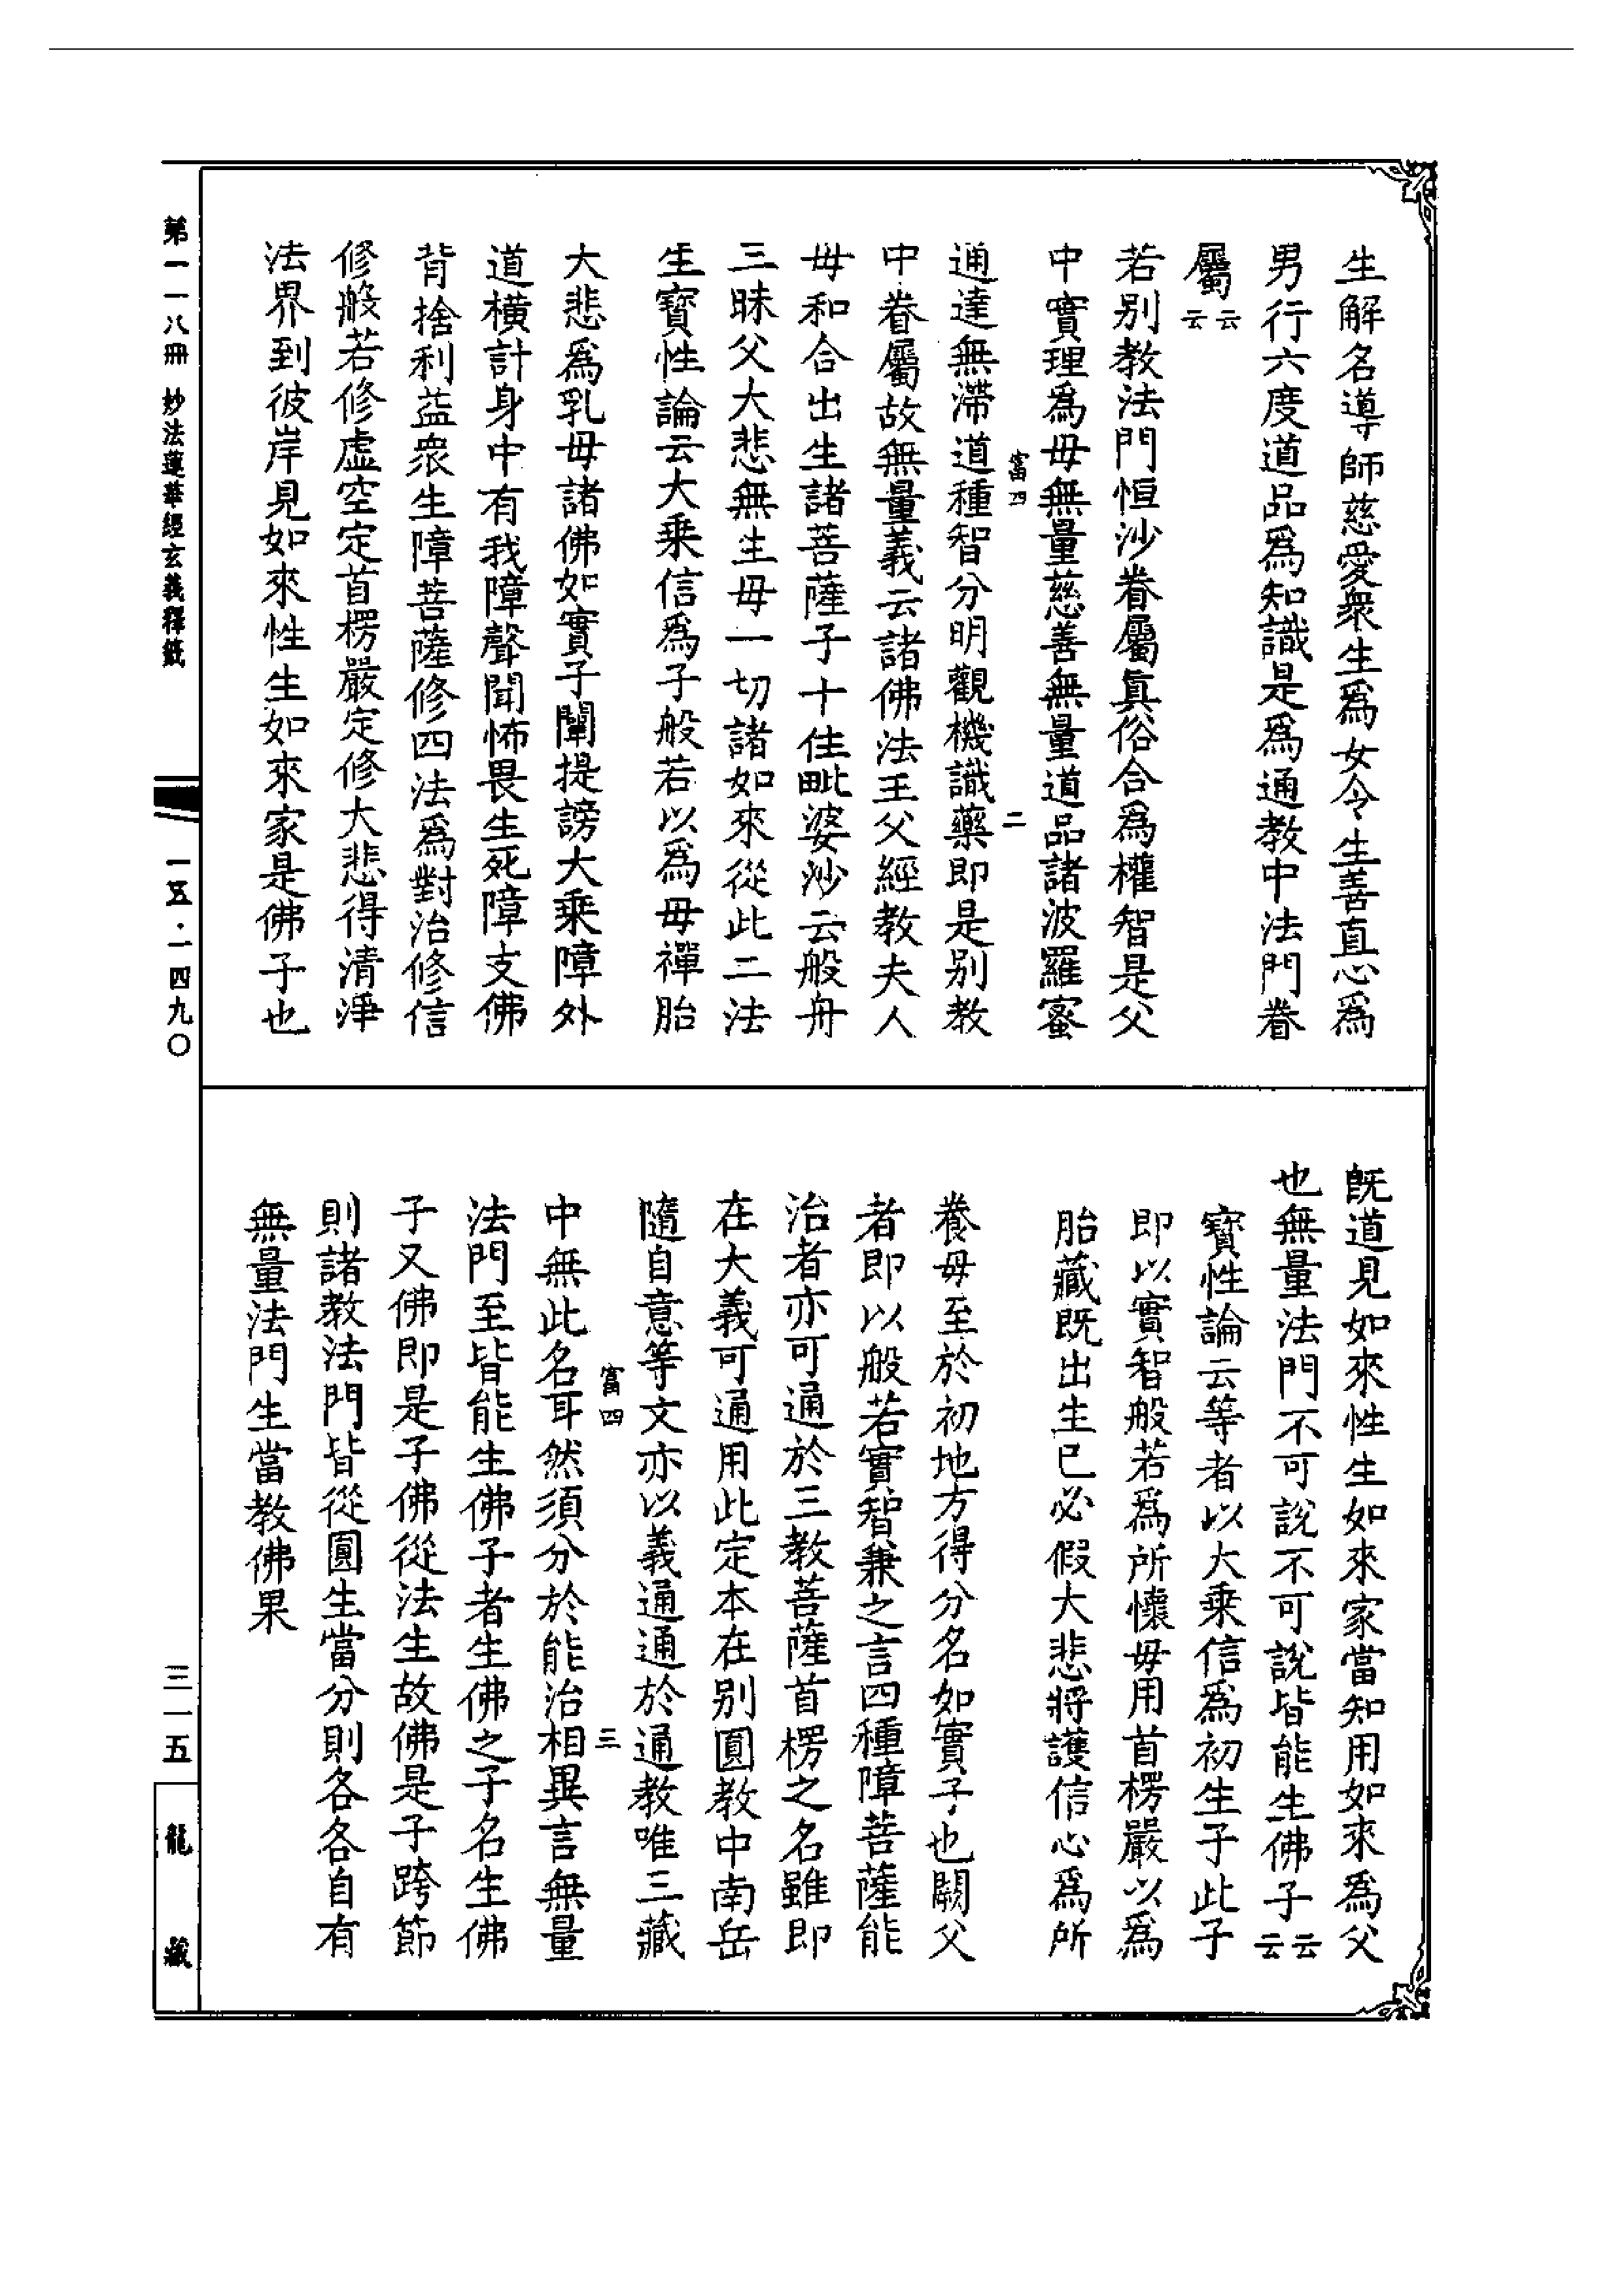 生解名導師慈愛衆生爲女令生善直心爲
男行六度道品爲知識是爲通教中法門眷
屬云云
若别教法門恒沙眷屬眞俗合爲權智是父
中實理爲母無量慈善無量道品諸波羅蜜
富四 二
通達無滯道種智分明觀機識藥即是别教
中眷屬故無量義云諸佛法王父經教夫人
母和合出生諸菩薩子十住毗婆沙云般舟
三昧父大悲無生母一切諸如來從此二法
生寶性論云大乘信爲子般若以爲母禪胎
大悲爲乳母諸佛如實子闡提謗大乘障外
道横計身中有我障聲聞怖畏生死障支佛
背捨利益衆生障菩薩修四法爲對治修信
修般若修虛空定首楞嚴定修大悲得清淨
法界到彼岸見如來性生如來家是佛子也
既道見如來性生如來家當知用如來爲父
也無量法門不可說不可說皆能生佛子云云
寶性論云等者以大乘信爲初生子此子
即以實智般若爲所懷母用首楞嚴以爲
胎藏既出生已必假大悲將護信心爲所
養母至於初地方得分名如實子也闕父
者即以般若實智兼之言四種障菩薩能
治者亦可通於三教菩薩首楞之名雖即
在大義可通用此定本在别圓教中南岳
隨自意等文亦以義通通於通教唯三藏
富四 三
中無此名耳然須分於能治相異言無量
法門至皆能生佛子者生佛之子名生佛
子又佛即是子佛從法生故佛是子跨節
則諸教法門皆從圓生當分則各各自有
無量法門生當教佛果
第一一八冊 妙法蓮華經玄義釋籤
一五·一四九〇
三一五
龍藏